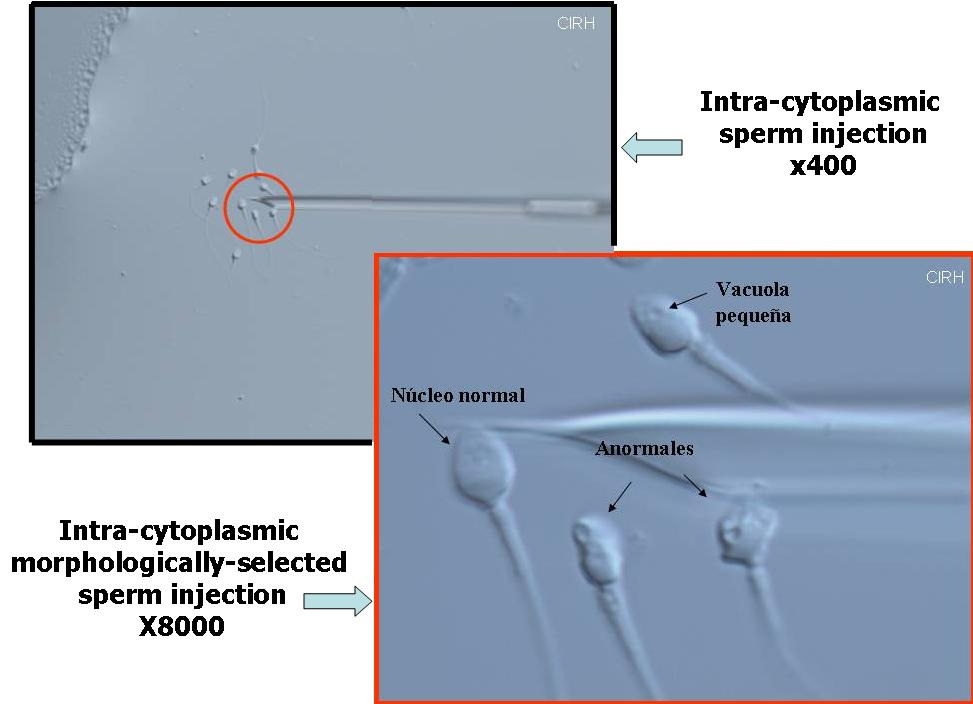 CIRH
Intra-cytoplasmic
sperm injection
x400
CIRH
Vacuola
pequeña
Núcleo normal
Anormales
Intra-cytoplasmic
morphologically-selected
sperm injection
X8000